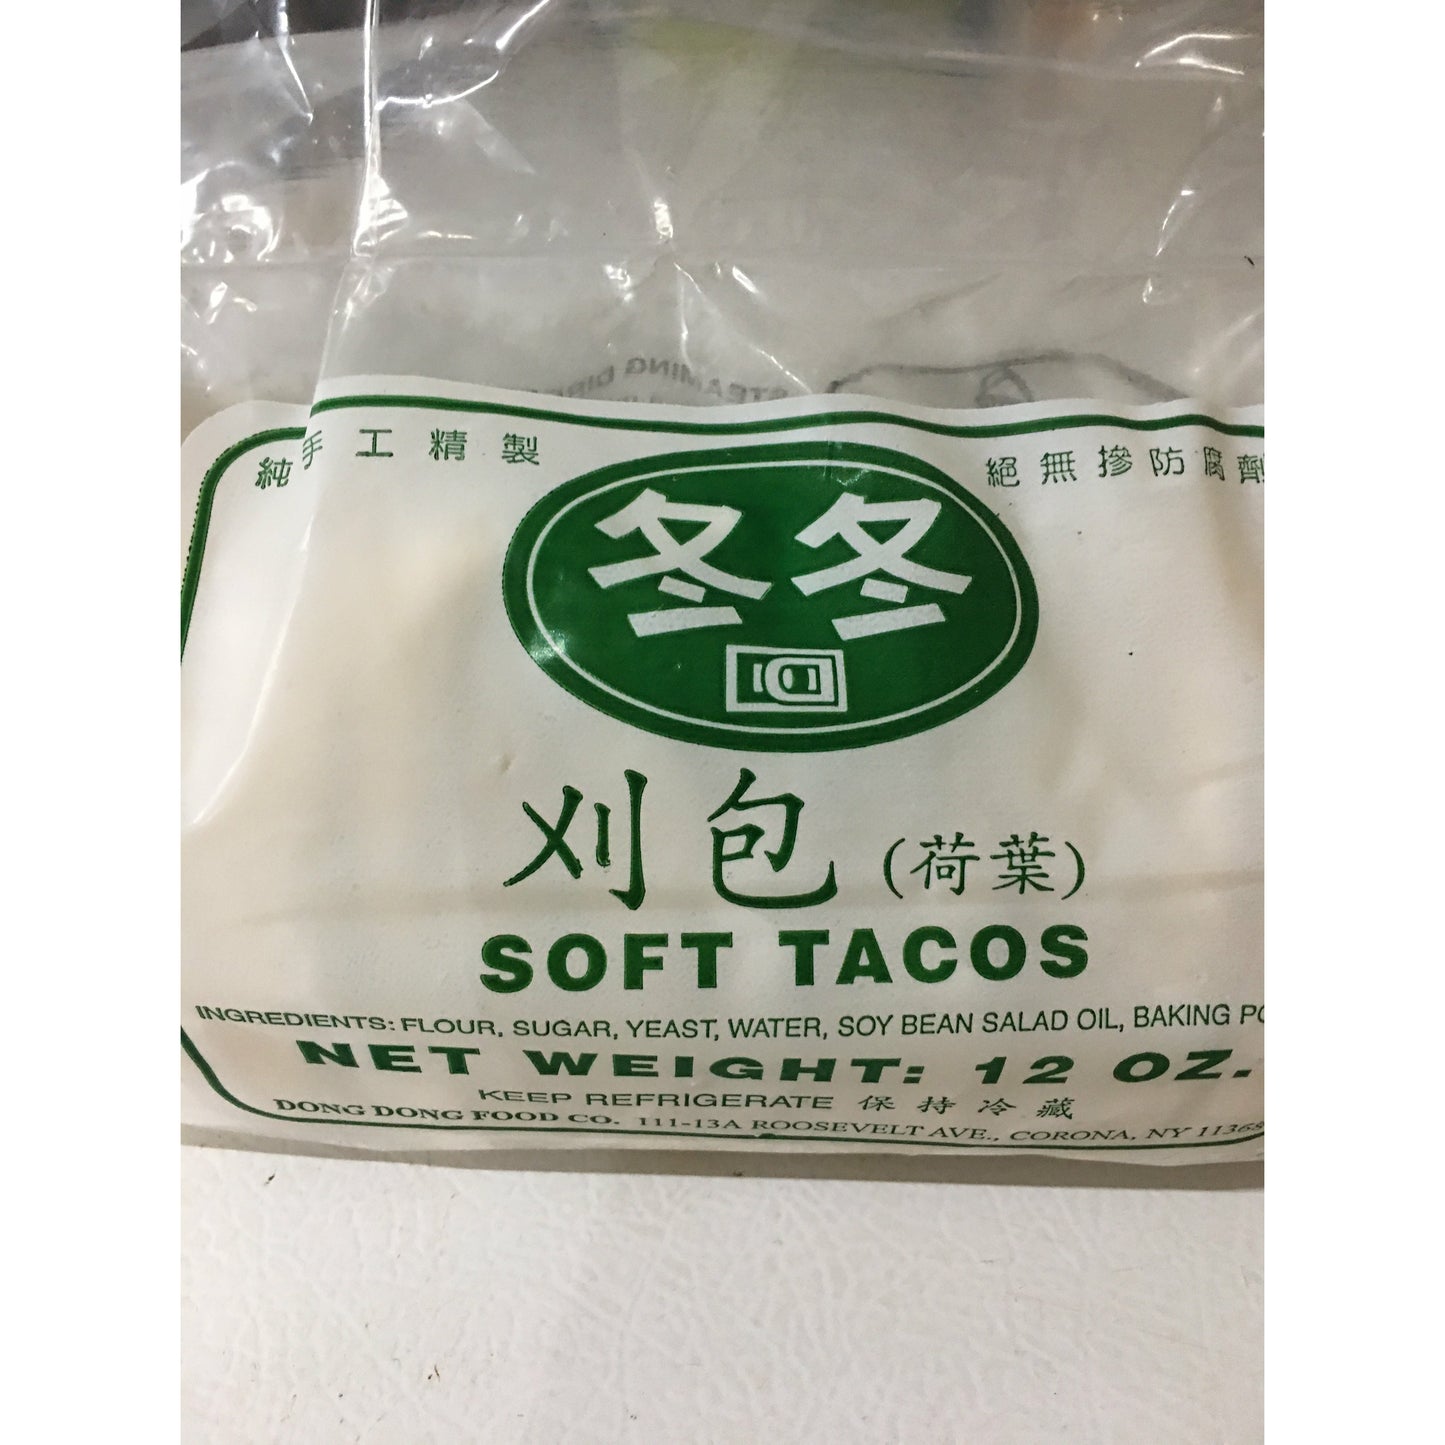 純手工精製
絕無摻防腐劑
冬冬
刈包(荷葉)
SOFT TACOS
INGREDIENTS: FLOUR, SUGAR, YEAST, WATER, SOY BEAN SALAD OIL, BAKING
NET WEIGHT: 12 OZ.
KEEP REFRIGERATE 保持冷藏
DONG DONG FOOD CO. 111-13A ROOSEVELT AVE., CORONA, NY 11368